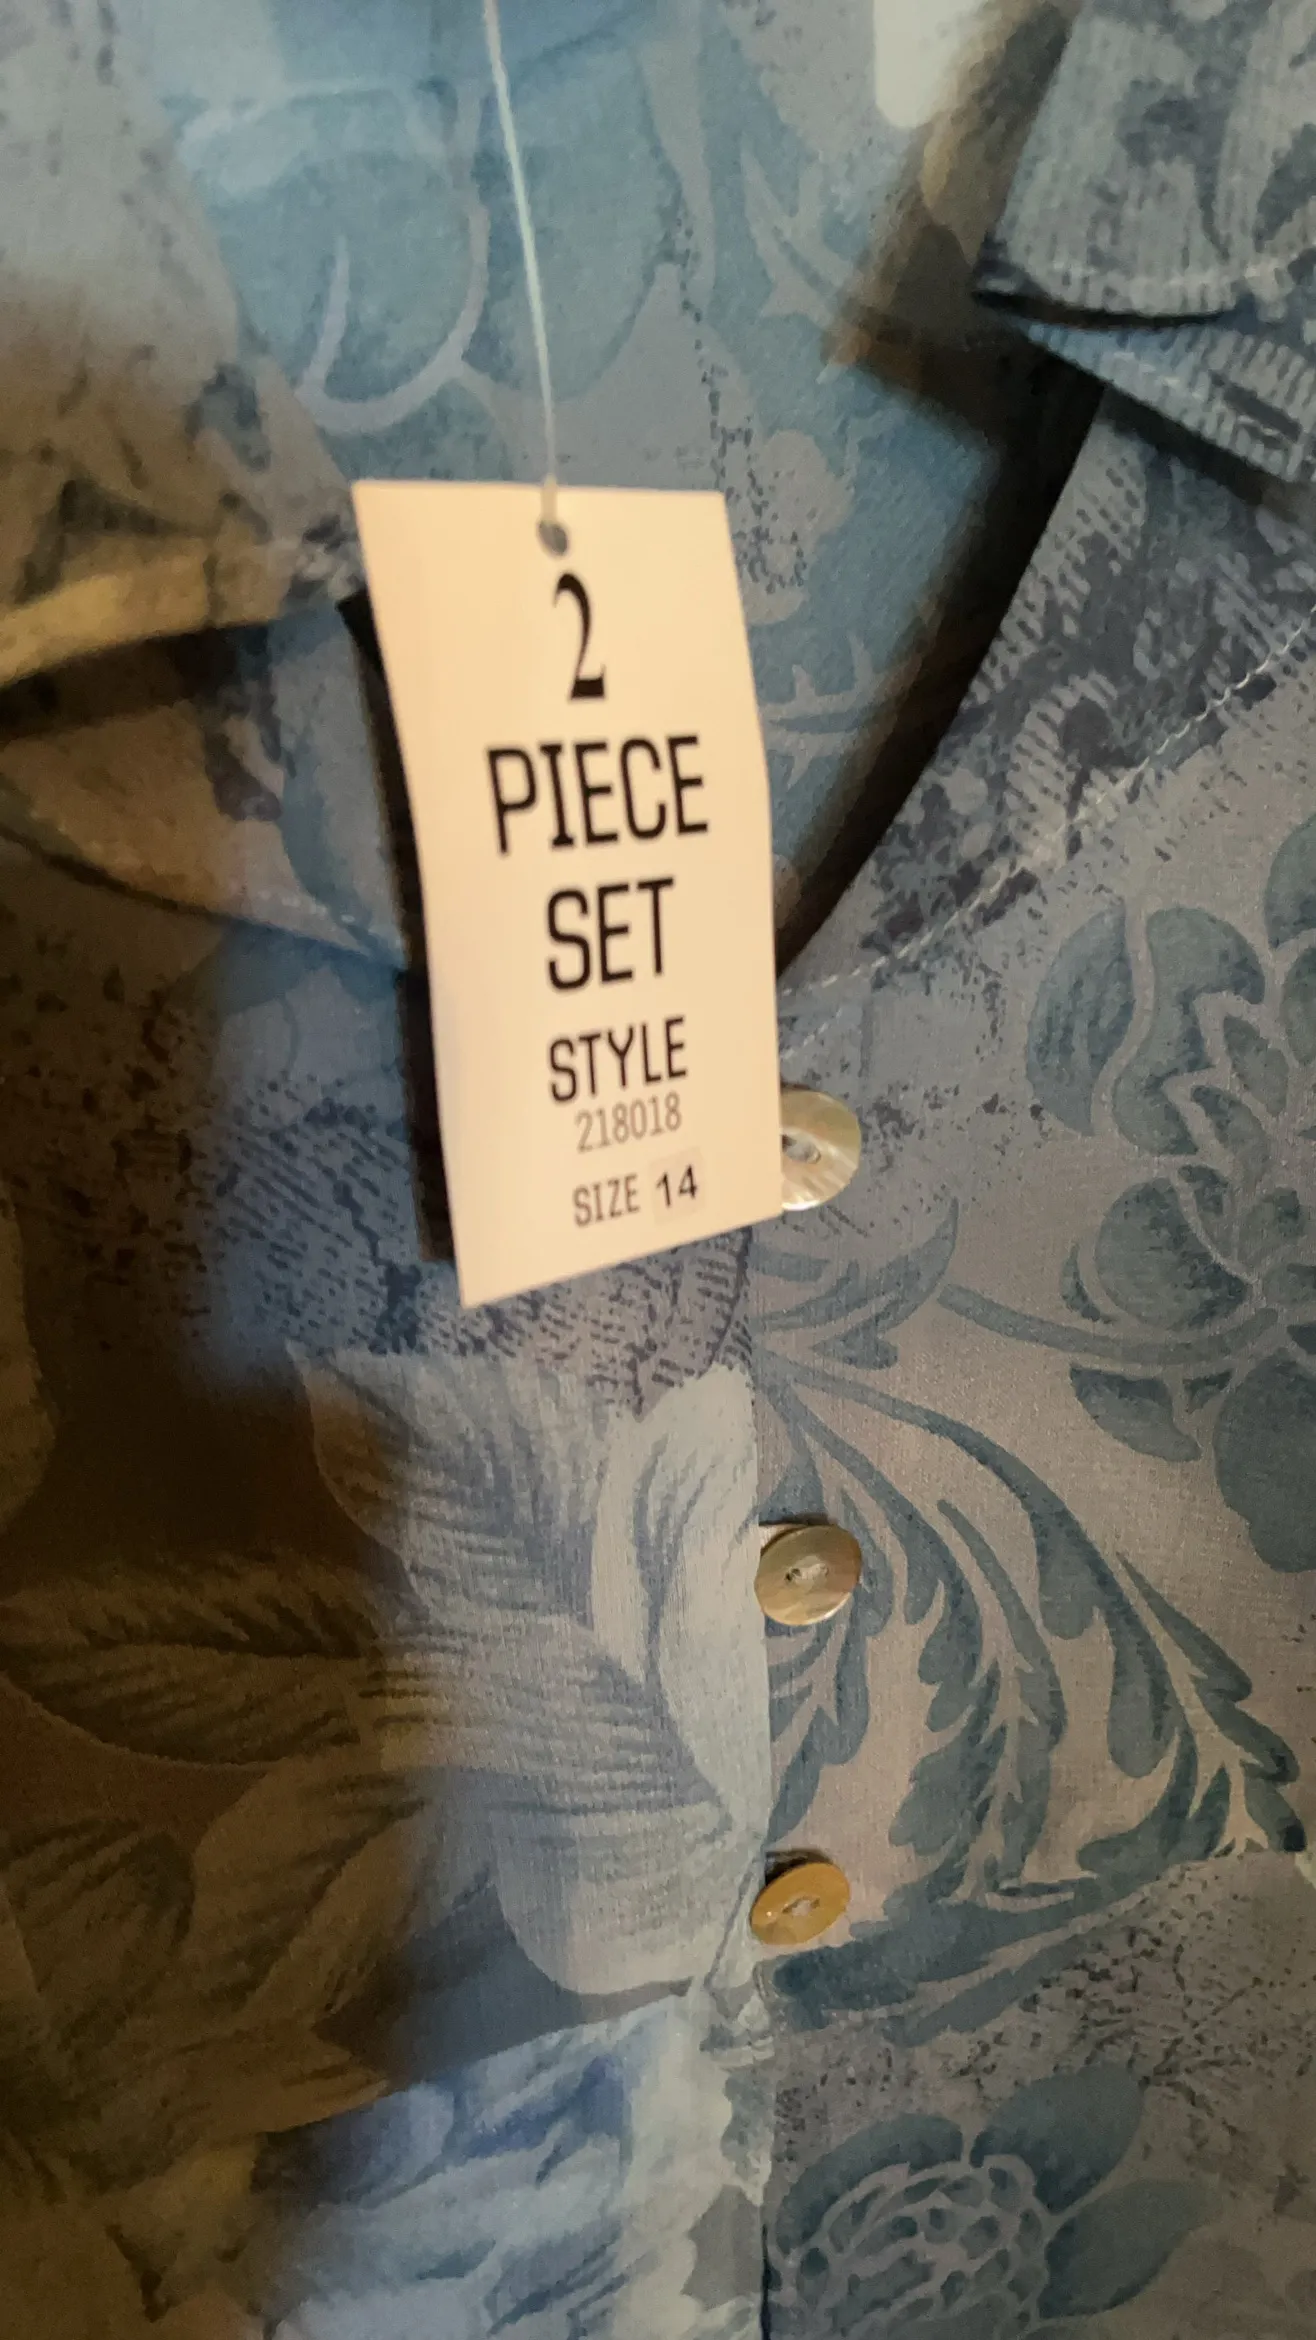 2
PIECE
SET
STYLE
218018
SIZE 14